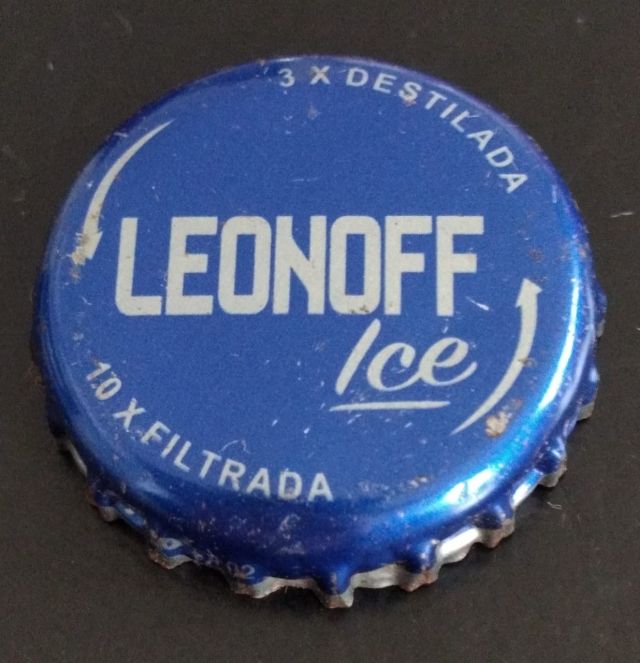 3 X DESTILADA
LEONOFF
Ice
10 X FILTRADA